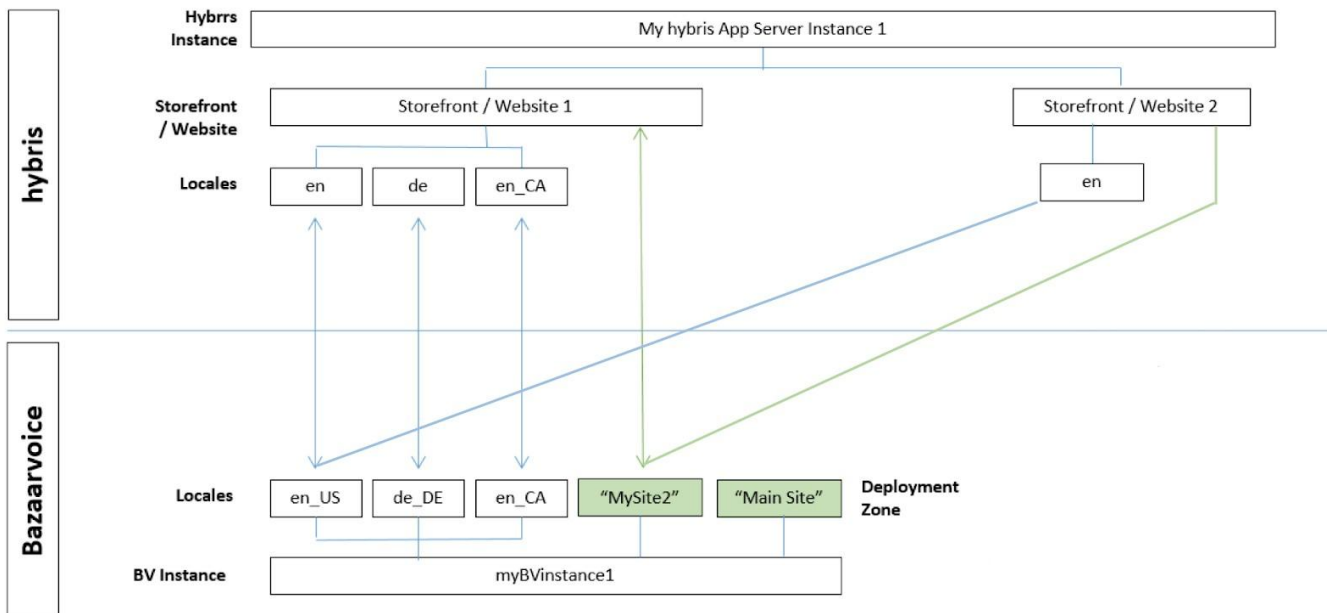 Hybrrs
Instance
My hybris App Server Instance 1
hybris
Storefront
/ Website
Storefront / Website 1
Storefront / Website 2
Locales
en
de
en_CA
en
Bazaarvoice
Locales
en_US
de_DE
en_CA
“MySite2”
“Main Site”
Deployment
Zone
BV Instance
myBVinstance1